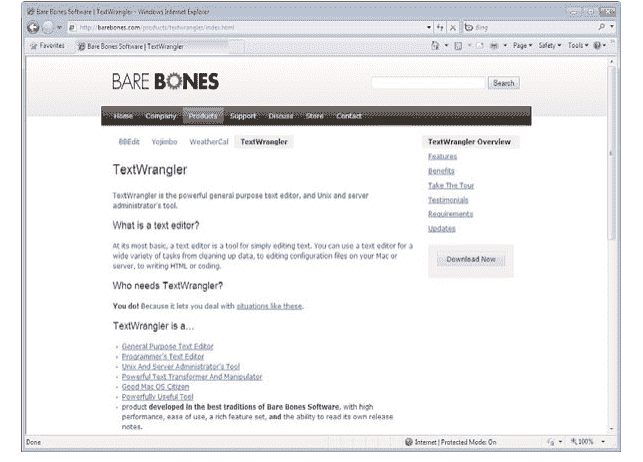 Bare Bones Software | TextWrangler - Windows Internet Explorer
http://barebones.com/products/textwrangler/index.html
Bing
Favorites
Bare Bones Software | TextWrangler
Page
Safety
Tools
BARE BONES
Search
Home Company Products Support Discuss Store Contact
BBEdit Yojimbo WeatherCal TextWrangler
TextWrangler Overview
Features
Benefits
Take The Tour
Testimonials
Requirements
Updates
Download Now
TextWrangler
TextWrangler is the powerful general purpose text editor, and Unix and server
administrator's tool.
What is a text editor?
At its most basic, a text editor is a tool for simply editing text. You can use a text editor for a
wide variety of tasks from cleaning up data, to editing configuration files on your Mac or
server, to writing HTML or coding.
Who needs TextWrangler?
You do! Because it lets you deal with situations like these.
TextWrangler is a...
General Purpose Text Editor
Programmer's Text Editor
Unix And Server Administrator's Tool
Powerful Text Transformer And Manipulator
Good Mac OS Citizen
Powerfully Useful Tool
product developed in the best traditions of Bare Bones Software, with high
performance, ease of use, a rich feature set, and the ability to read its own release
notes.
Done
Internet | Protected Mode: On
100%